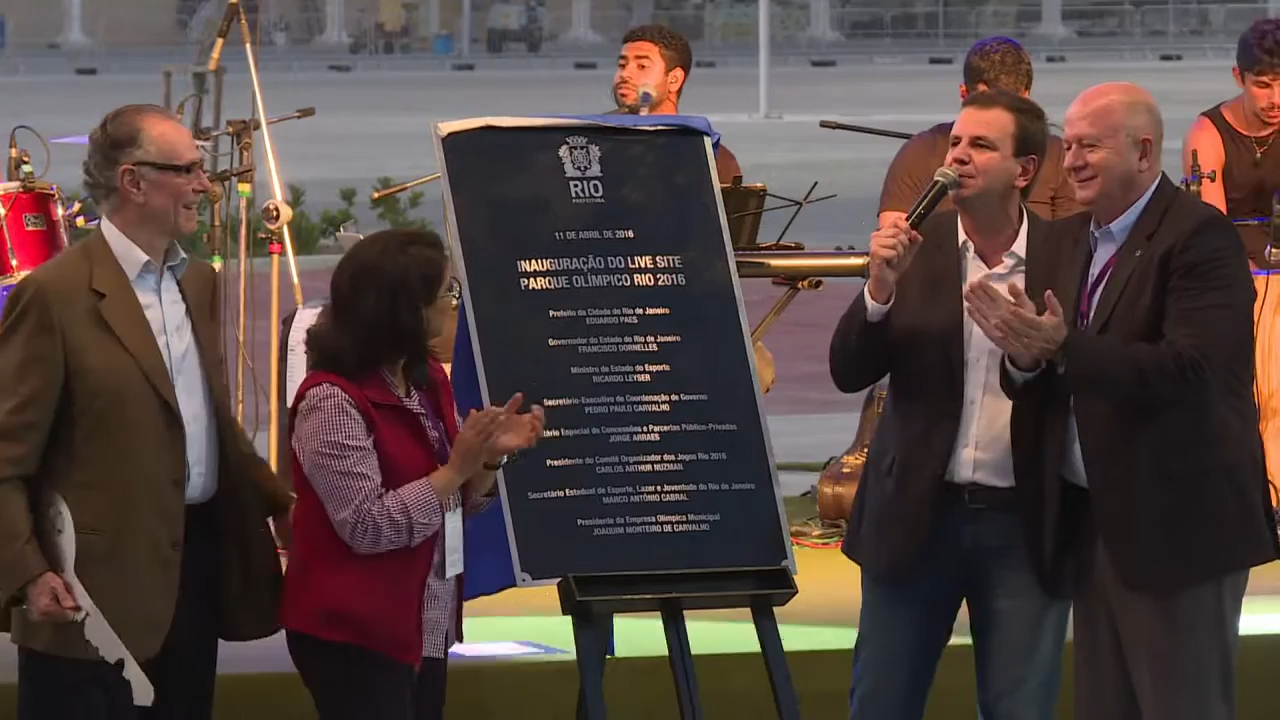 RIO
PREFEITURA
11 DE ABRIL DE 2016
INAUGURAÇÃO DO LIVE SITE
PARQUE OLÍMPICO RIO 2016
Prefeito da Cidade do Rio de Janeiro
EDUARDO PAES
Governador do Estado do Rio de Janeiro
FRANCISCO DORNELLES
Ministro de Estado do Esporte
RICARDO LEYSER
Secretário-Executivo de Coordenação de Governo
PEDRO PAULO CARVALHO
tário Especial de Concessões e Parcerias Público-Privadas
JORGE ARRAES
Presidente do Comitê Organizador dos Jogos Rio 2016
CARLOS ARTHUR NUZMAN
Secretário Estadual de Esporte, Lazer e Juventude do Rio de Janeiro
MARCO ANTÔNIO CABRAL
Presidente da Empresa Olímpica Municipal
JOAQUIM MONTEIRO DE CARVALHO